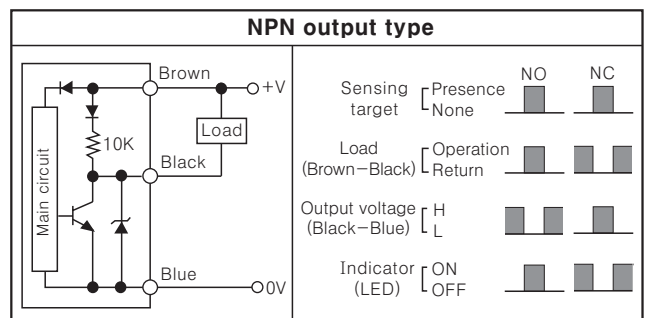 NPN output type
Brown
+V
Load
10K
Black
Main circuit
Blue
0V
NO NC
Sensing target
Presence
None
Load (Brown-Black)
Operation
Return
Output voltage (Black-Blue)
H
L
Indicator (LED)
ON
OFF